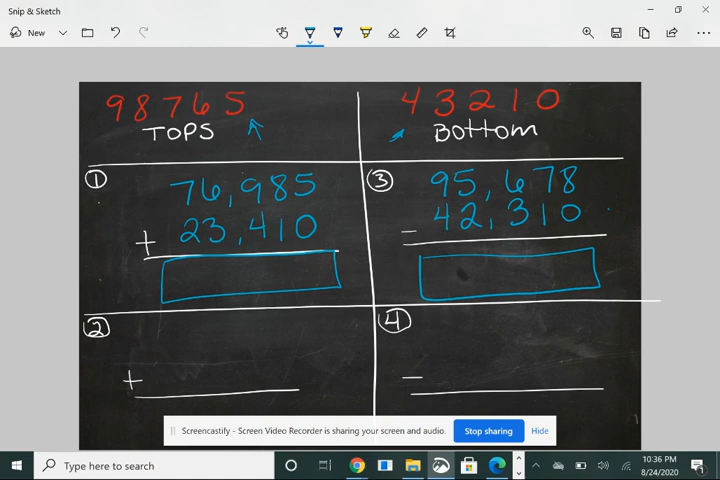 Snip & Sketch
New
98765
TOPS
43210
Bottom
1
76,985
+ 23,410
3
95,678
- 42,310
2
+
4
-
Screencastify - Screen Video Recorder is sharing your screen and audio.
Stop sharing
Hide
Type here to search
10:36 PM
8/24/2020
1